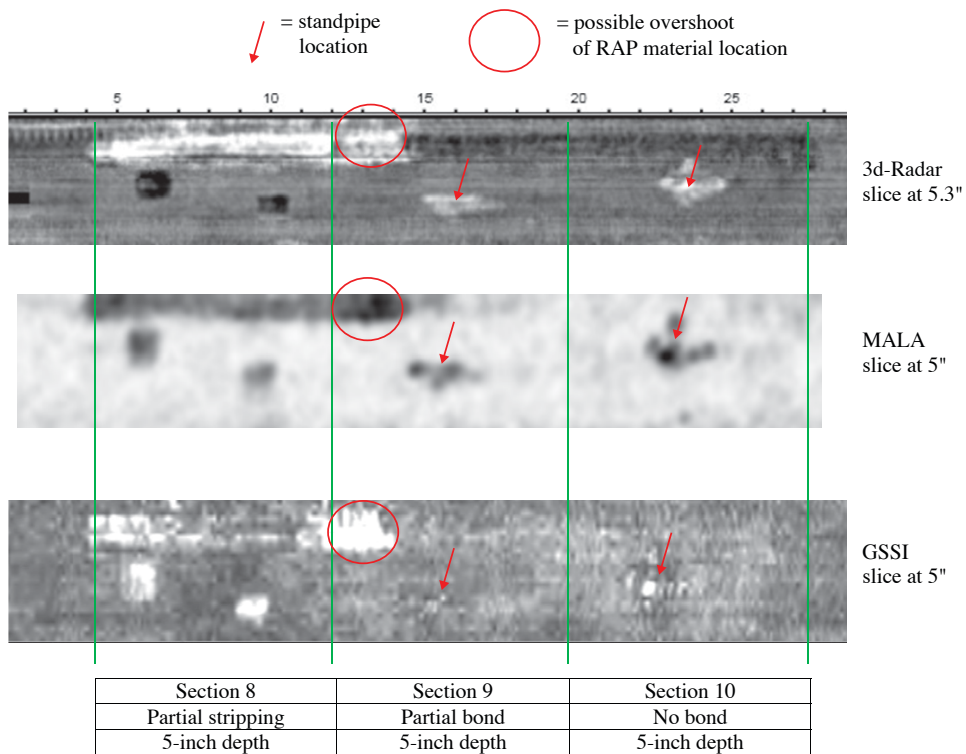 = standpipe
location
= possible overshoot
of RAP material location
5 10 15 20 25
3d-Radar
slice at 5.3"
MALA
slice at 5"
GSSI
slice at 5"
Section 8 Section 9 Section 10
Partial stripping Partial bond No bond
5-inch depth 5-inch depth 5-inch depth